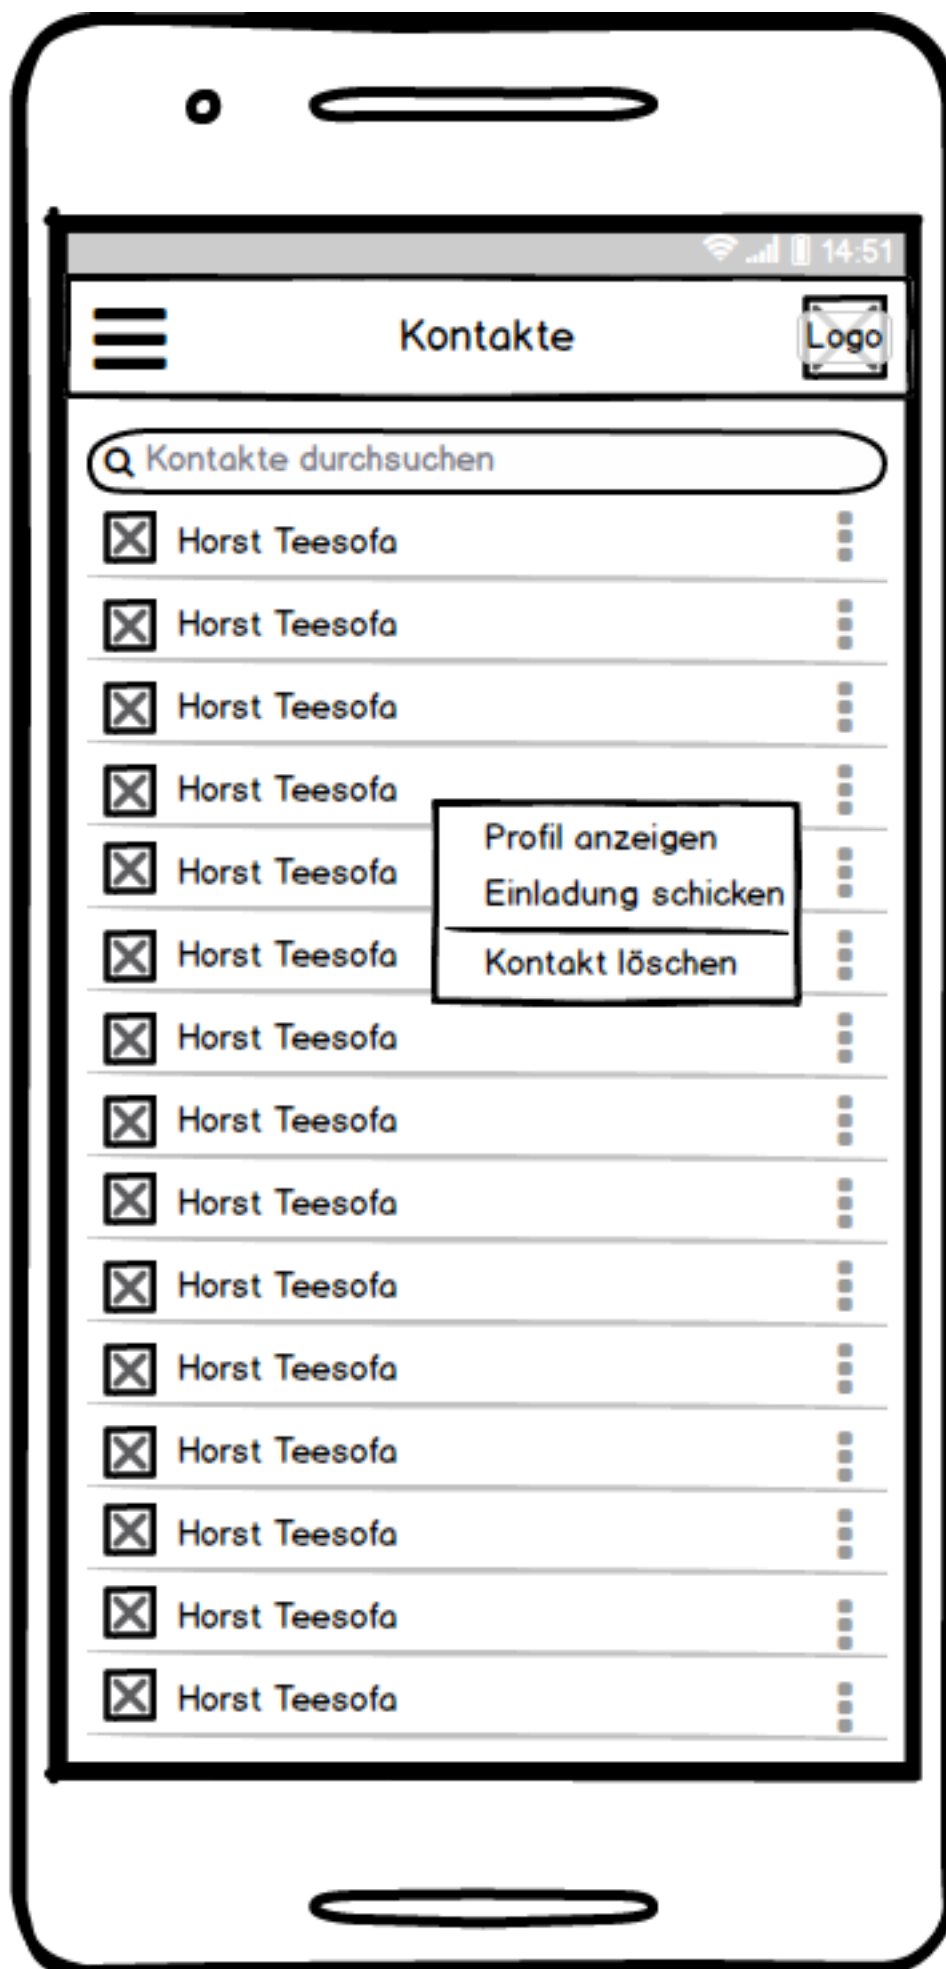 14:51
Kontakte
Logo
Kontakte durchsuchen
Horst Teesofa
Horst Teesofa
Horst Teesofa
Horst Teesofa
Profil anzeigen
Horst Teesofa
Einladung schicken
Horst Teesofa
Kontakt löschen
Horst Teesofa
Horst Teesofa
Horst Teesofa
Horst Teesofa
Horst Teesofa
Horst Teesofa
Horst Teesofa
Horst Teesofa
Horst Teesofa